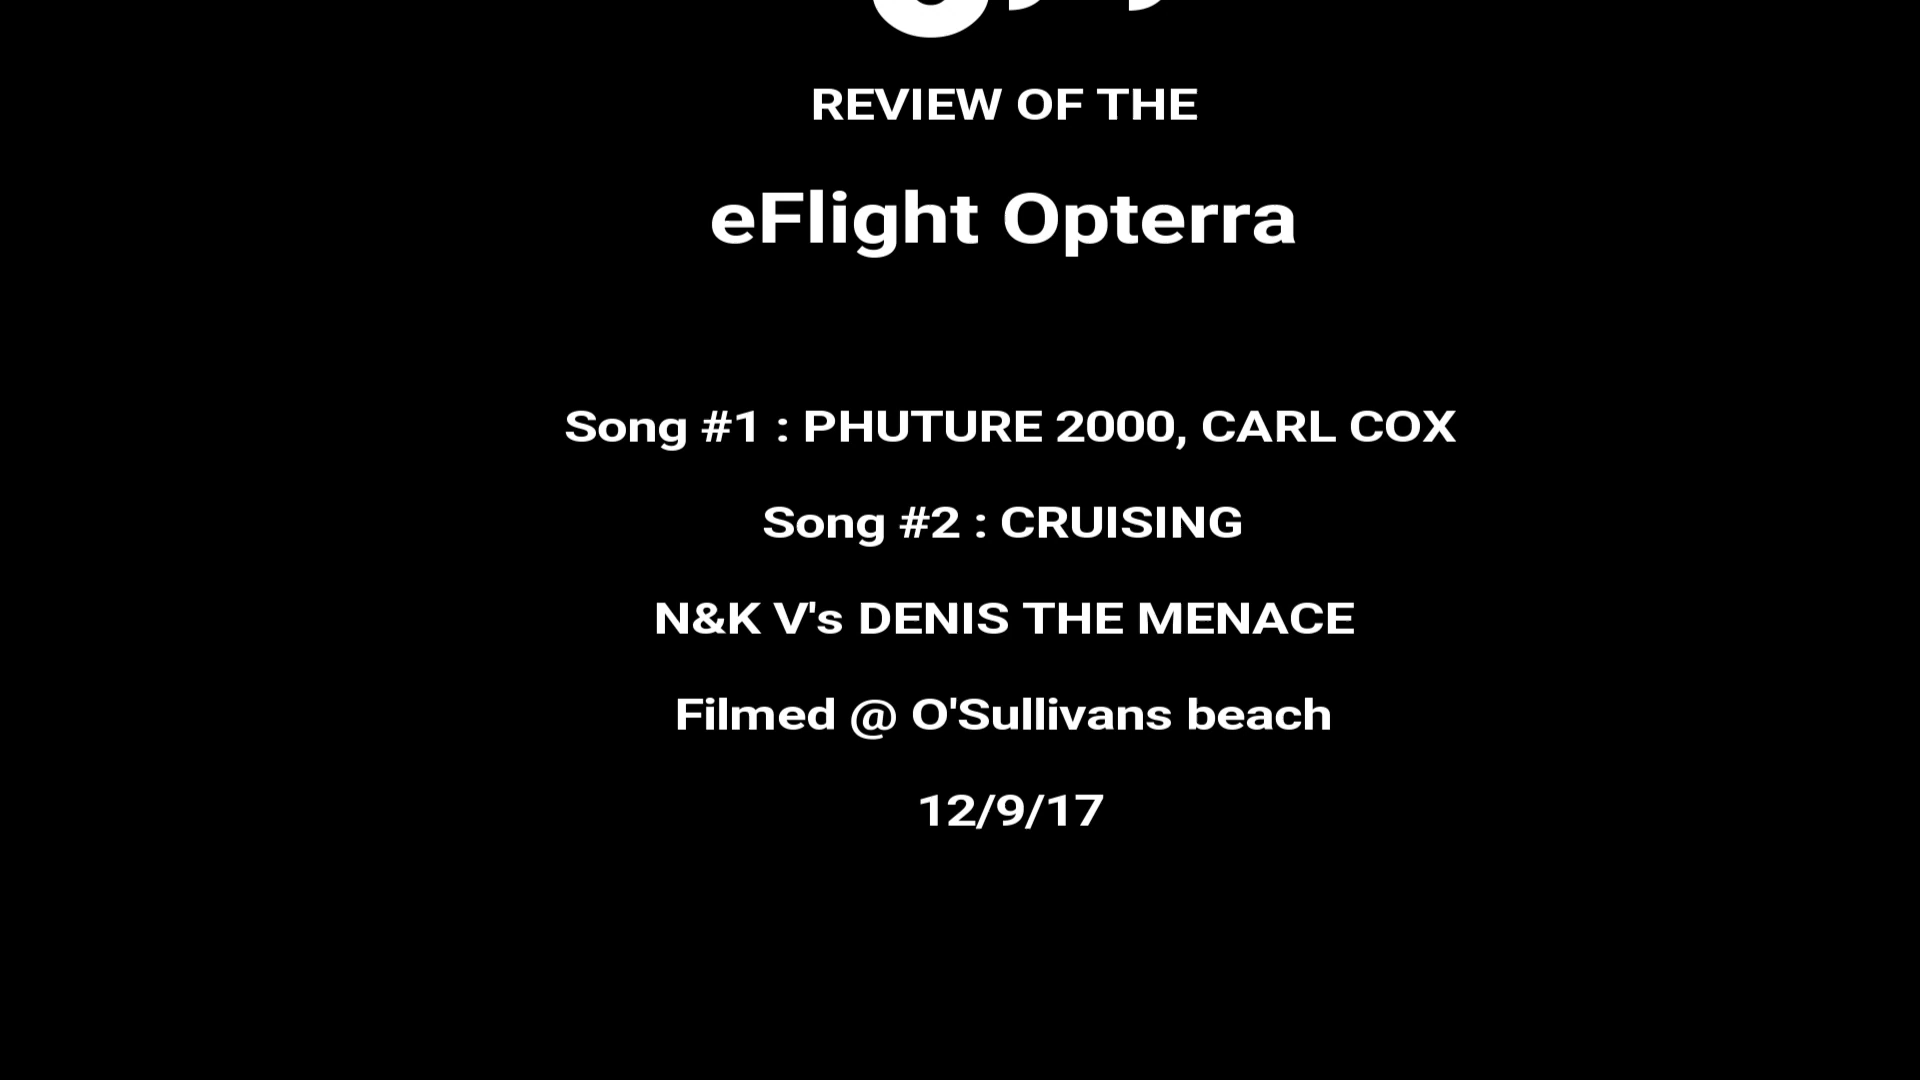 REVIEW OF THE
eFlight Opterra
Song #1 : PHUTURE 2000, CARL COX
Song #2 : CRUISING
N&K V's DENIS THE MENACE
Filmed @ O'Sullivans beach
12/9/17